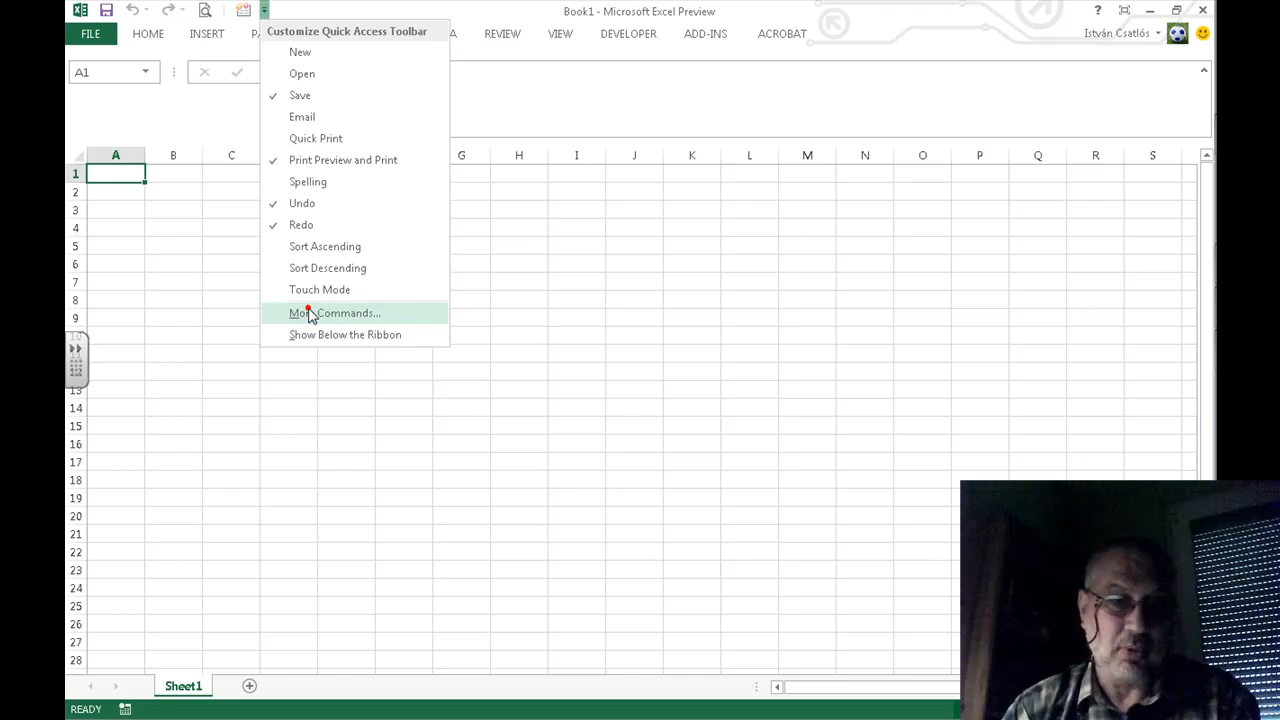 Book1 - Microsoft Excel Preview
FILE HOME INSERT REVIEW VIEW DEVELOPER ADD-INS ACROBAT István Csatlós
Customize Quick Access Toolbar
New
Open
Save
Email
Quick Print
Print Preview and Print
Spelling
Undo
Redo
Sort Ascending
Sort Descending
Touch Mode
More Commands...
Show Below the Ribbon
A1
A B C G H I J K L M N O P Q R S
1
2
3
4
5
6
7
8
9
13
14
15
16
17
18
19
20
21
22
23
24
25
26
27
28
Sheet1
READY